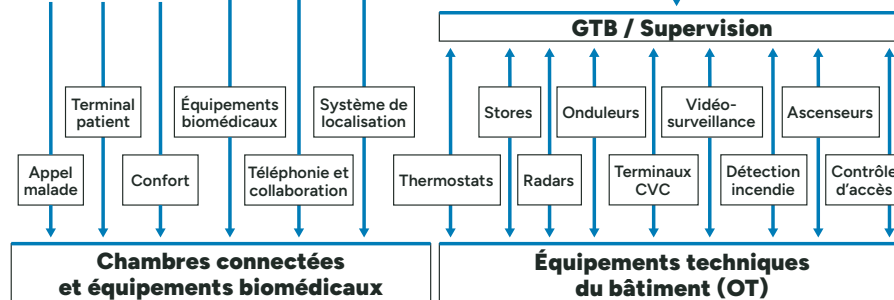 GTB / Supervision
Terminal
patient
Équipements
biomédicaux
Système de
localisation
Stores
Onduleurs
Vidéo-
surveillance
Ascenseurs
Appel
malade
Confort
Téléphonie et
collaboration
Thermostats
Radars
Terminaux
CVC
Détection
incendie
Contrôle
d'accès
Chambres connectées
et équipements biomédicaux
Équipements techniques
du bâtiment (OT)